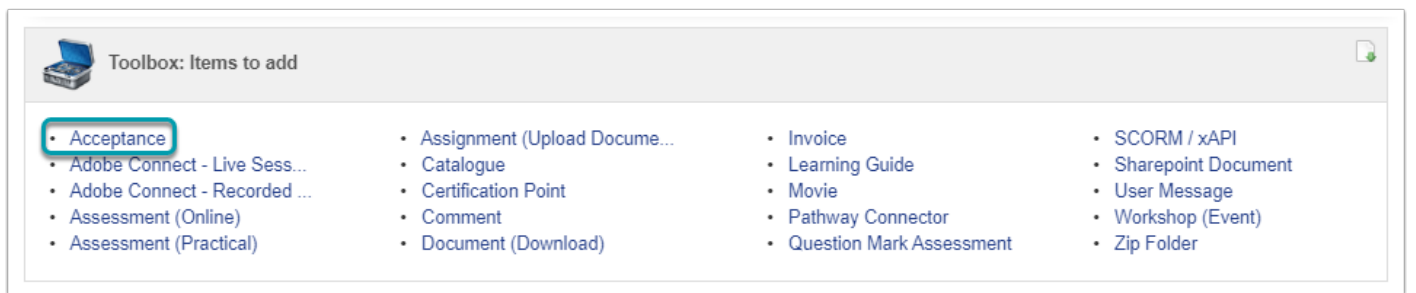 Toolbox: Items to add
• Acceptance
• Adobe Connect - Live Sess...
• Adobe Connect - Recorded ...
• Assessment (Online)
• Assessment (Practical)
• Assignment (Upload Docume...
• Catalogue
• Certification Point
• Comment
• Document (Download)
• Invoice
• Learning Guide
• Movie
• Pathway Connector
• Question Mark Assessment
• SCORM / xAPI
• Sharepoint Document
• User Message
• Workshop (Event)
• Zip Folder